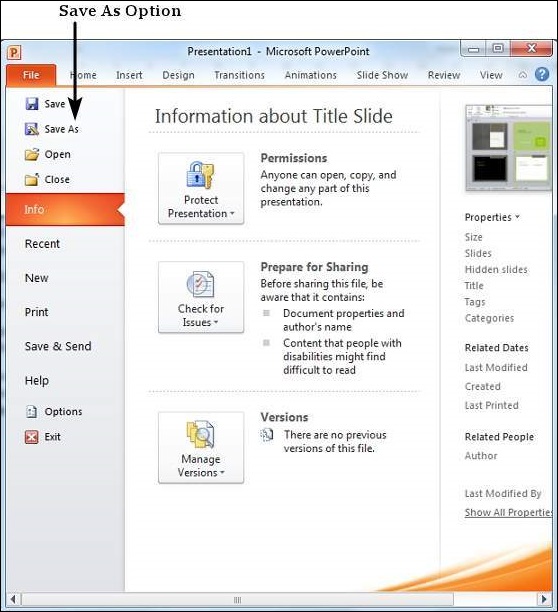 Save As Option
Presentation1 - Microsoft PowerPoint
File Home Insert Design Transitions Animations Slide Show Review View
Save
Save As
Open
Close
Info
Recent
New
Print
Save & Send
Help
Options
Exit
Information about Title Slide
Protect
Presentation
Permissions
Anyone can open, copy, and
change any part of this
presentation.
Check for
Issues
Prepare for Sharing
Before sharing this file, be
aware that it contains:
Document properties and
author's name
Content that people with
disabilities might find
difficult to read
Manage
Versions
Versions
There are no previous
versions of this file.
Properties
Size
Slides
Hidden slides
Title
Tags
Categories
Related Dates
Last Modified
Created
Last Printed
Related People
Author
Last Modified By
Show All Propertie